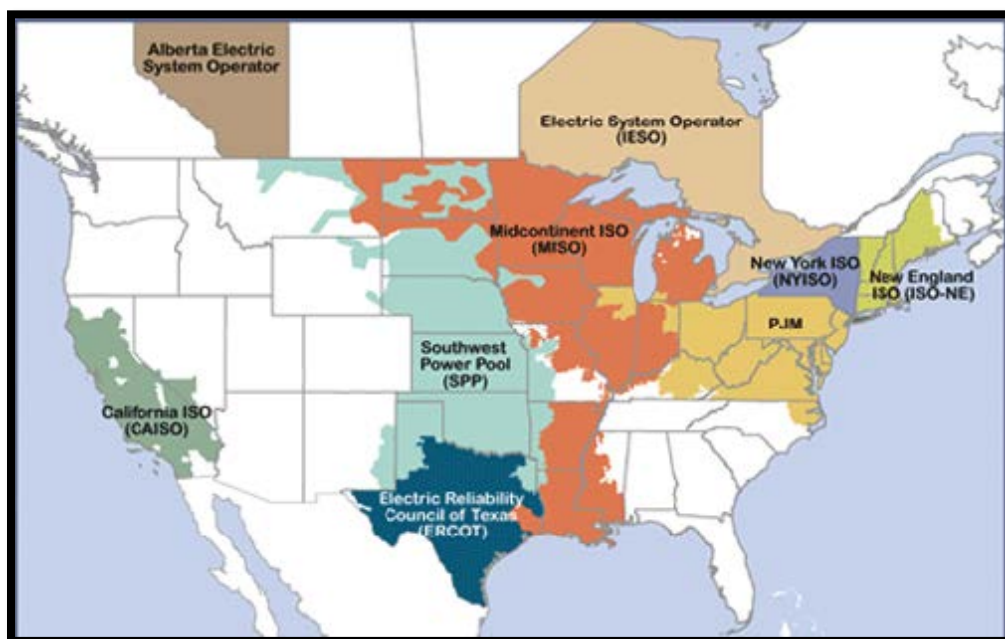 Alberta Electric
System Operator
Electric System Operator
(IESO)
Midcontinent ISO
(MISO)
New York ISO
(NYISO)
New England
ISO (ISO-NE)
PJM
Southwest
Power Pool
(SPP)
California ISO
(CAISO)
Electric Reliability
Council of Texas
(ERCOT)